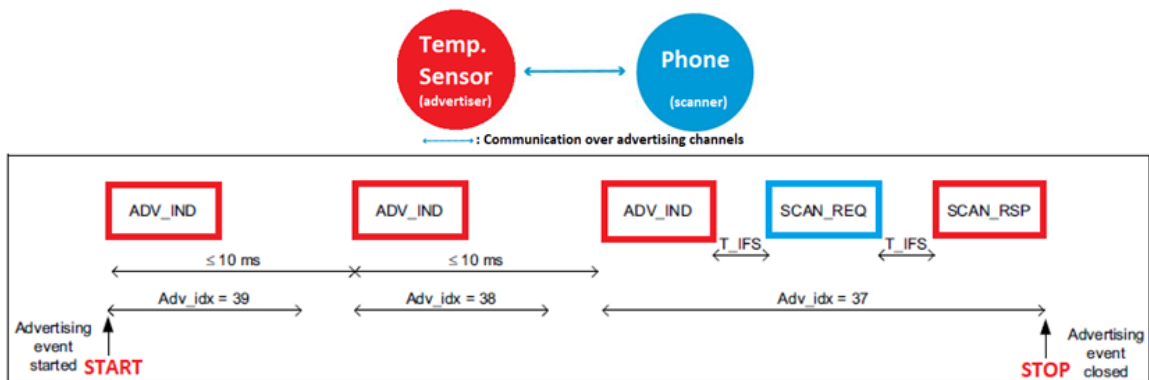 Temp.
Sensor
(advertiser)
Phone
(scanner)
: Communication over advertising channels
ADV_IND
ADV_IND
ADV_IND
SCAN_REQ
SCAN_RSP
T_IFS
T_IFS
≤ 10 ms
≤ 10 ms
Adv_idx = 39
Adv_idx = 38
Adv_idx = 37
Advertising
event
started
START
STOP
Advertising
event
closed